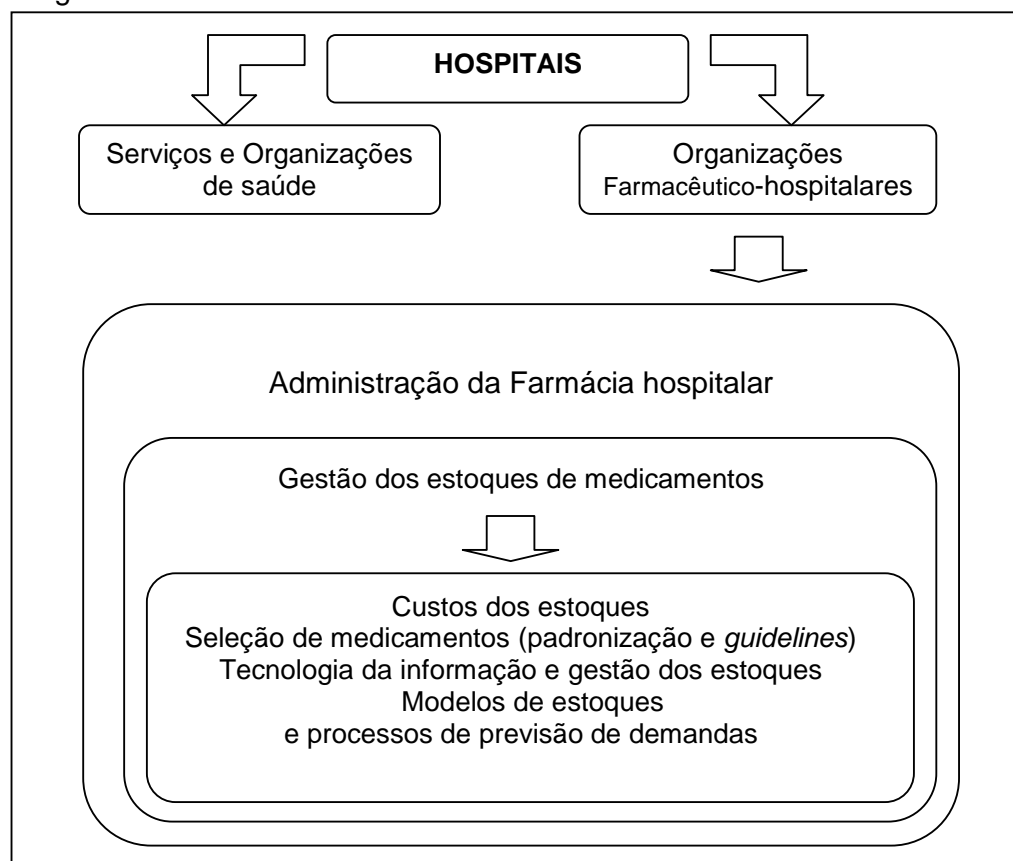 HOSPITAIS
Serviços e Organizações
de saúde
Organizações
Farmacêutico-hospitalares
Administração da Farmácia hospitalar
Gestão dos estoques de medicamentos
Custos dos estoques
Seleção de medicamentos (padronização e guidelines)
Tecnologia da informação e gestão dos estoques
Modelos de estoques
e processos de previsão de demandas